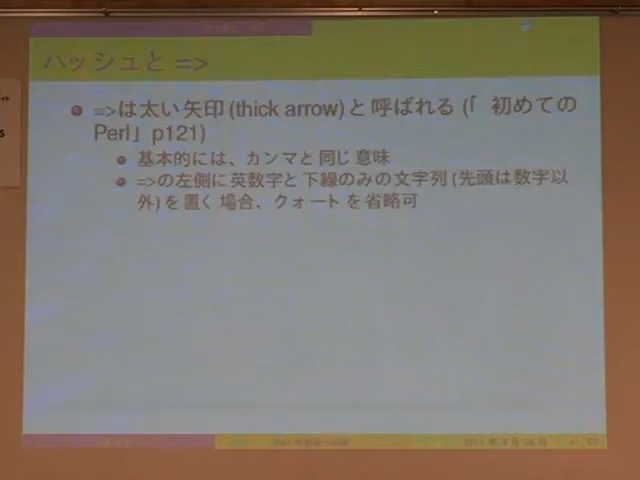 ハッシュと =>
=>は太い矢印(thick arrow)と呼ばれる(「初めての
Perl」p121)
基本的には、カンマと同じ意味
=>の左側に英数字と下線のみの文字列(先頭は数字以
外)を置く場合、クォートを省略可